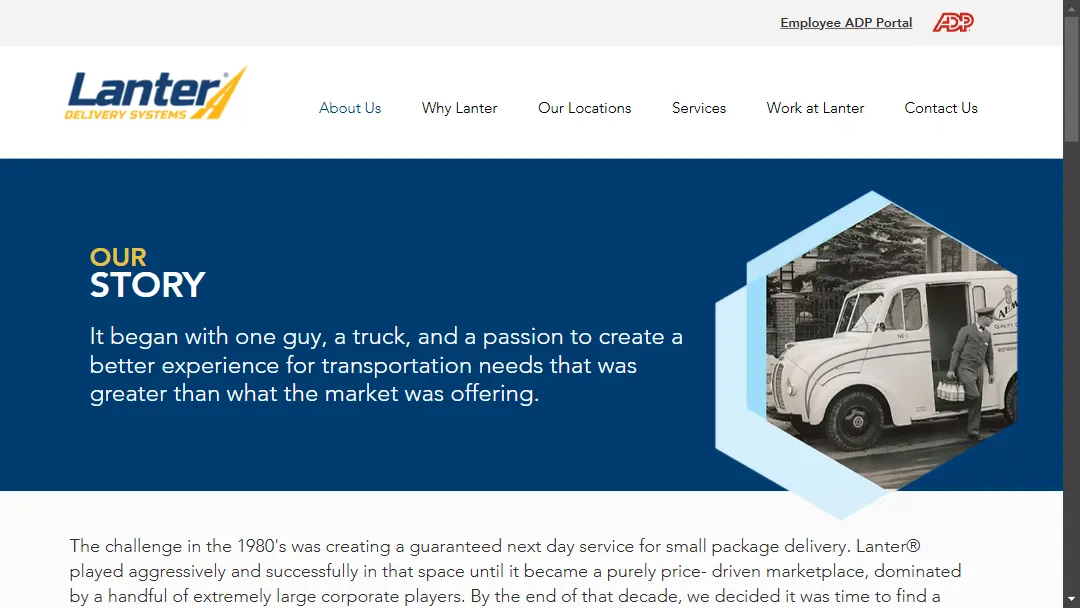 Employee ADP Portal
ADP
Lanter®
DELIVERY SYSTEMS
About Us
Why Lanter
Our Locations
Services
Work at Lanter
Contact Us
OUR
STORY
It began with one guy, a truck, and a passion to create a
better experience for transportation needs that was
greater than what the market was offering.
The challenge in the 1980's was creating a guaranteed next day service for small package delivery. Lanter®
played aggressively and successfully in that space until it became a purely price- driven marketplace, dominated
by a handful of extremely large corporate players. By the end of that decade, we decided it was time to find a